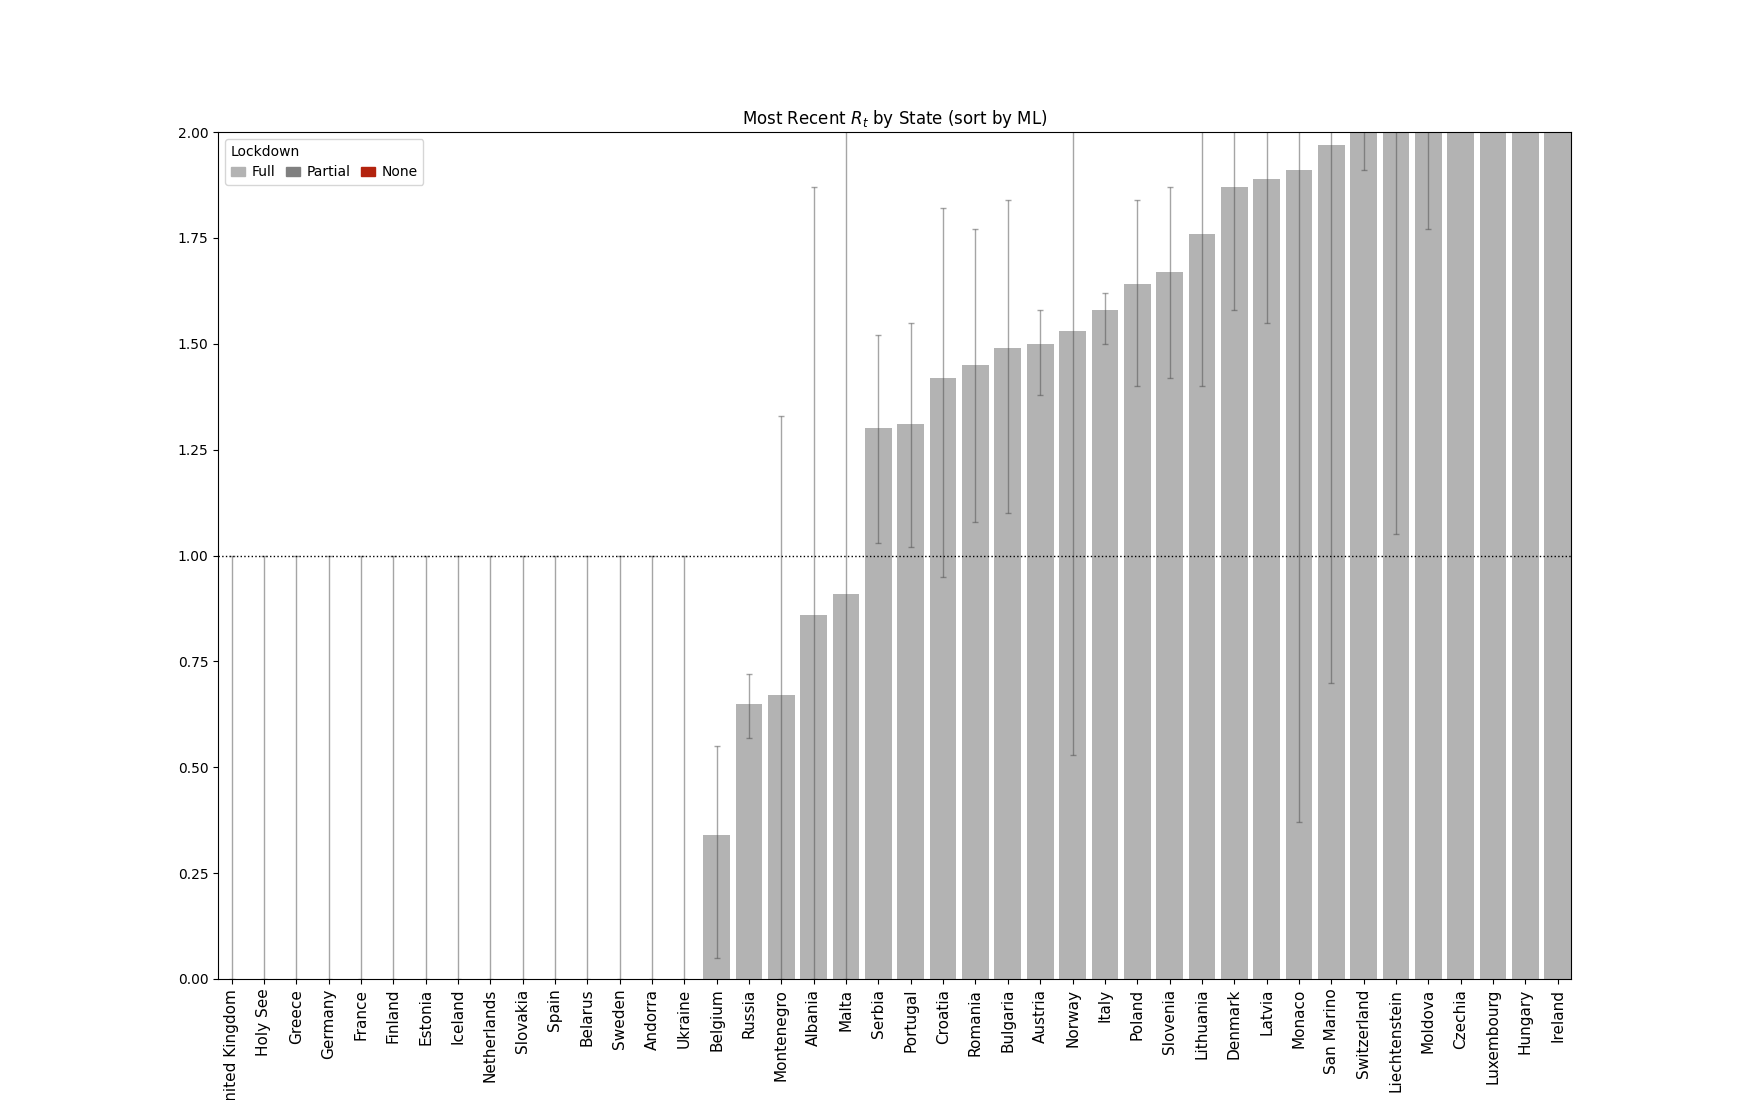 Most Recent Rt by State (sort by ML)
2.00
Lockdown
Full Partial None
1.75
1.50
1.25
1.00
0.75
0.50
0.25
0.00
nited Kingdom
Holy See
Greece
Germany
France
Finland
Estonia
Iceland
Netherlands
Slovakia
Spain
Belarus
Sweden
Andorra
Ukraine
Belgium
Russia
Montenegro
Albania
Malta
Serbia
Portugal
Croatia
Romania
Bulgaria
Austria
Norway
Italy
Poland
Slovenia
Lithuania
Denmark
Latvia
Monaco
San Marino
Switzerland
Liechtenstein
Moldova
Czechia
Luxembourg
Hungary
Ireland